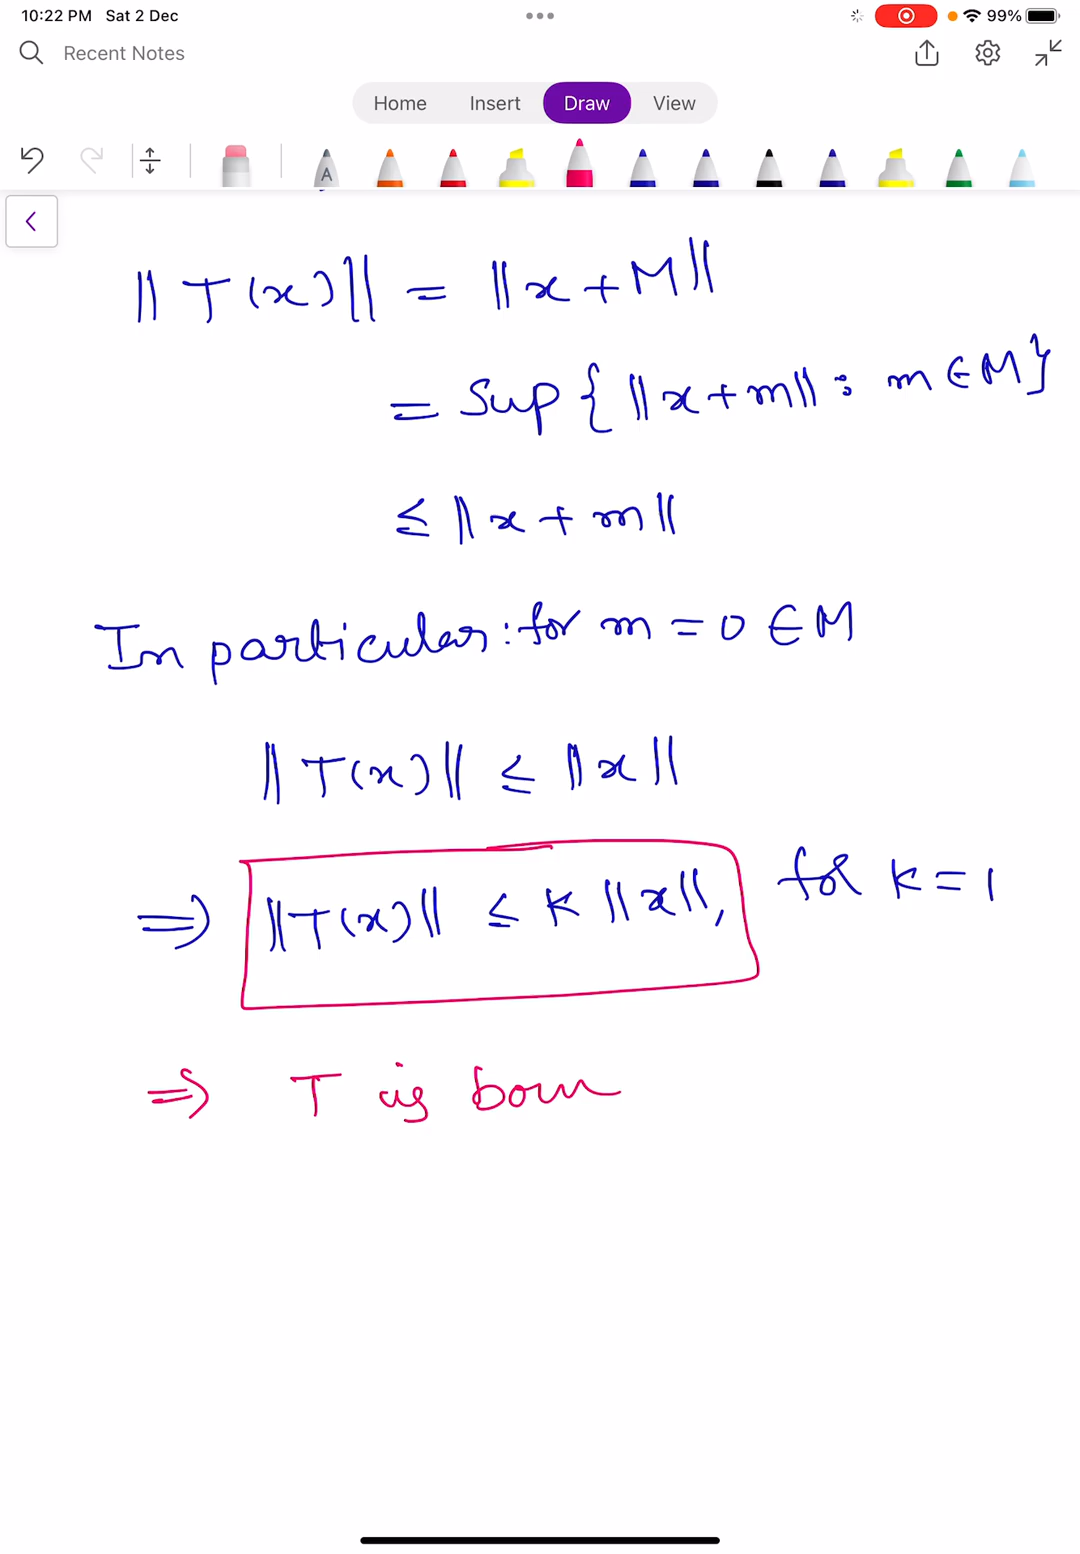 10:22 PM Sat 2 Dec
99%
Recent Notes
Home Insert Draw View
A
|| T(x) || = || x + M ||
= Sup { || x + m || : m ∈ M }
≤ || x + m ||
In particular : for m = 0 ∈ M
|| T(x) || ≤ || x ||
⇒ || T(x) || ≤ K || x ||, for K = 1
⇒ T is boun